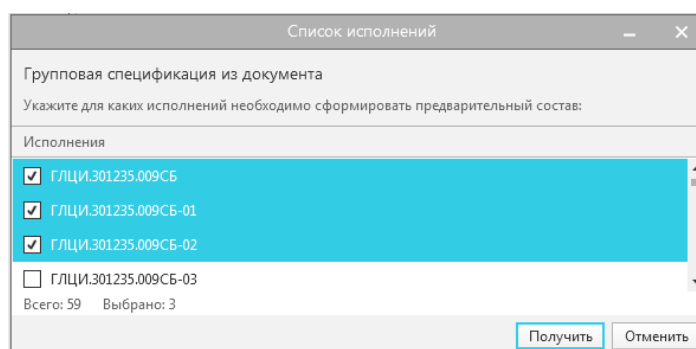 Список исполнений
Групповая спецификация из документа
Укажите для каких исполнений необходимо сформировать предварительный состав:
Исполнения
ГЛЦИ.301235.009СБ
ГЛЦИ.301235.009СБ-01
ГЛЦИ.301235.009СБ-02
ГЛЦИ.301235.009СБ-03
Всего: 59 Выбрано: 3
Получить Отменить